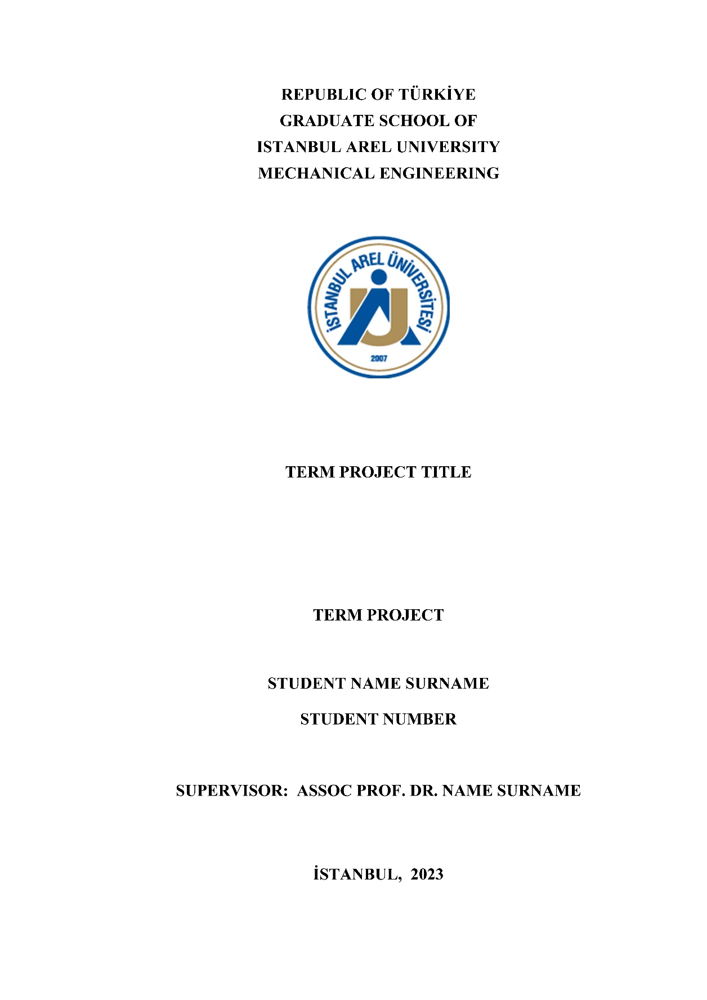 REPUBLIC OF TÜRKİYE
GRADUATE SCHOOL OF
ISTANBUL AREL UNIVERSITY
MECHANICAL ENGINEERING
İSTANBUL AREL ÜNİVERSİTESİ
2007
TERM PROJECT TITLE
TERM PROJECT
STUDENT NAME SURNAME
STUDENT NUMBER
SUPERVISOR: ASSOC PROF. DR. NAME SURNAME
İSTANBUL, 2023